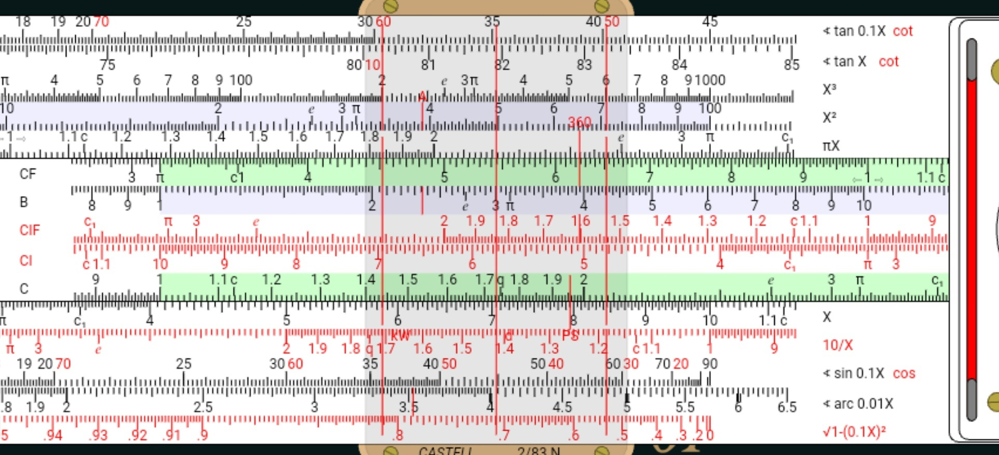 18 19 20 70 25 30 60 35 40 50 45 ∢ tan 0.1X cot
75 80 10 81 82 83 84 85 ∢ tan X cot
π 4 5 6 7 8 9 100 2 e 3 π 4 5 6 7 8 9 1000 X³
A
10 2 e 3 π 4 5 6 7 8 9 100 X²
360
←1→ 1.1 c 1.2 1.3 1.4 1.5 1.6 1.7 1.8 1.9 2 e 3 π c₁ πX
CF 3 π c1 4 5 6 7 8 9 ←1→ 1.1 c
B 8 9 1 2 e 3 π 4 5 6 7 8 9 10
CIF c₁ π 3 e 2 1.9 1.8 1.7 1.6 1.5 1.4 1.3 1.2 c 1.1 1 9
CI c 1.1 10 9 8 7 6 5 4 c₁ π 3
C 9 1 1.1 c 1.2 1.3 1.4 1.5 1.6 1.7 q 1.8 1.9 2 e 3 π c₁
π c₁ 4 5 6 7 8 9 10 1.1 c X
kW d PS
π 3 e 2 1.9 1.8 q 1.7 1.6 1.5 1.4 1.3 1.2 c 1.1 1 9 10/X
19 20 70 25 30 60 35 40 50 50 40 60 30 70 20 90 ∢ sin 0.1X cos
.8 1.9 2 2.5 3 3.5 4 4.5 5 5.5 6 6.5 ∢ arc 0.01X
5 .94 .93 .92 .91 .9 .8 .7 .6 .5 .4 .3 .2 0 √1-(0.1X)²
CASTELL 2/83 N